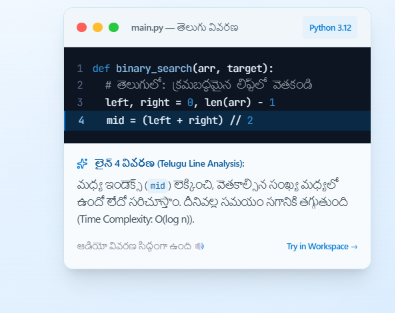 main.py — తెలుగు వివరణ
Python 3.12
1 def binary_search(arr, target):
2 # తెలుగులో: క్రమబద్ధమైన లిస్ట్‌లో వెతకండి
3 left, right = 0, len(arr) - 1
4 mid = (left + right) // 2
లైన్ 4 వివరణ (Telugu Line Analysis):
మధ్య ఇండెక్స్ (mid) లెక్కించి, వెతకాల్సిన సంఖ్య మధ్యలో
ఉందో లేదో సరిచూస్తాం. దీనివల్ల సమయం సగానికి తగ్గుతుంది
(Time Complexity: O(log n)).
ఆడియో వివరణ సిద్ధంగా ఉంది 🔊
Try in Workspace →